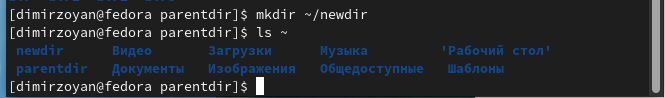 [dimirzoyan@fedora parentdir]$ mkdir ~/newdir
[dimirzoyan@fedora parentdir]$ ls ~
newdir Видео Загрузки Музыка 'Рабочий стол'
parentdir Документы Изображения Общедоступные Шаблоны
[dimirzoyan@fedora parentdir]$